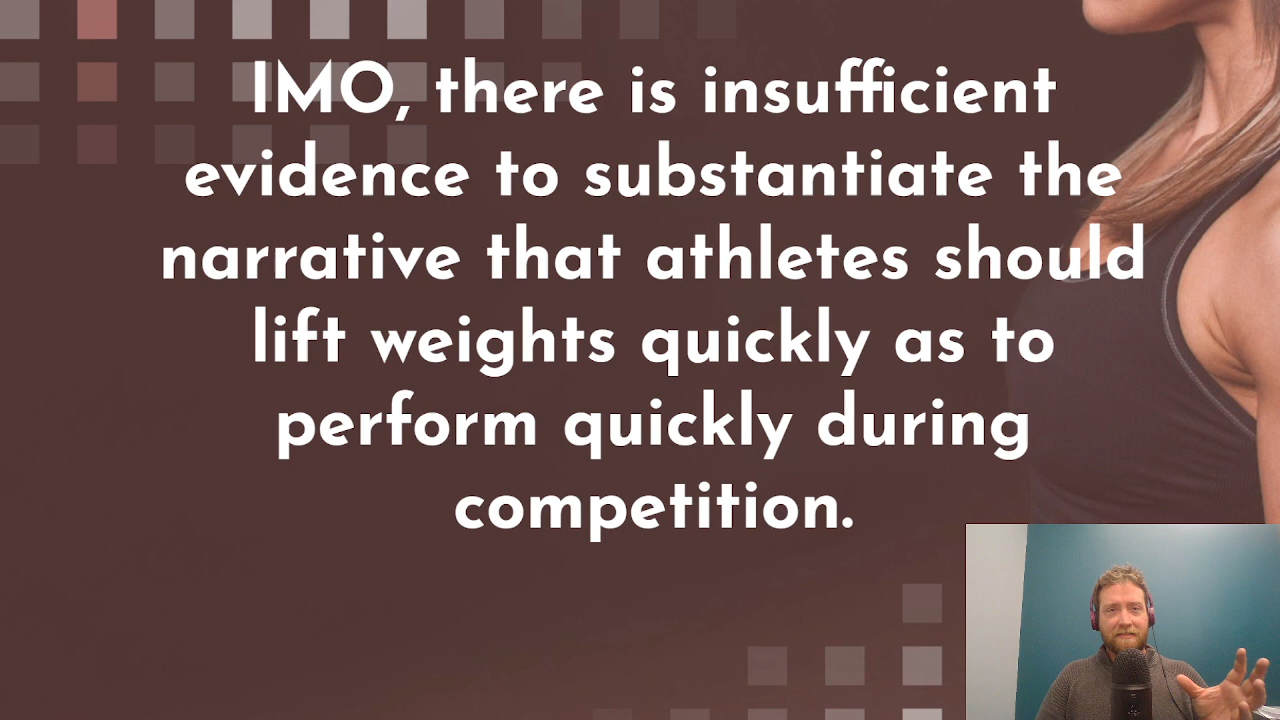 IMO, there is insufficient
evidence to substantiate the
narrative that athletes should
lift weights quickly as to
perform quickly during
competition.